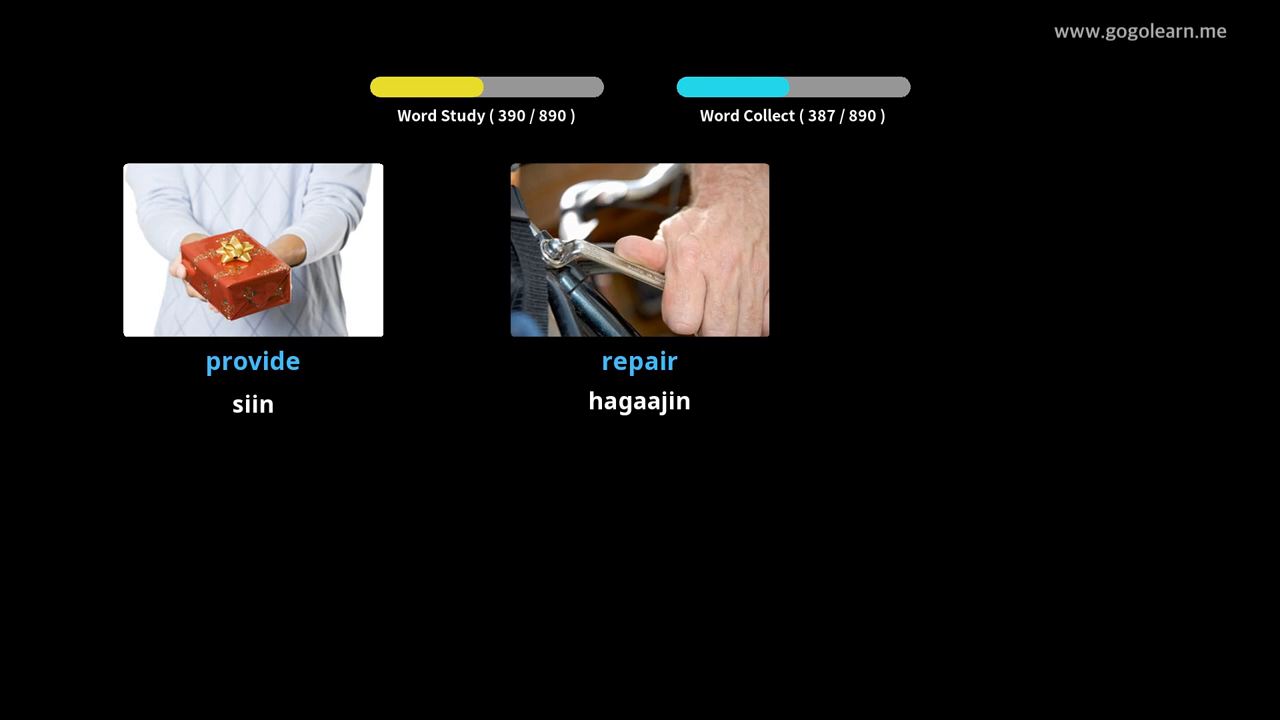 www.gogolearn.me
Word Study ( 390 / 890 )
Word Collect ( 387 / 890 )
provide
siin
repair
hagaajin